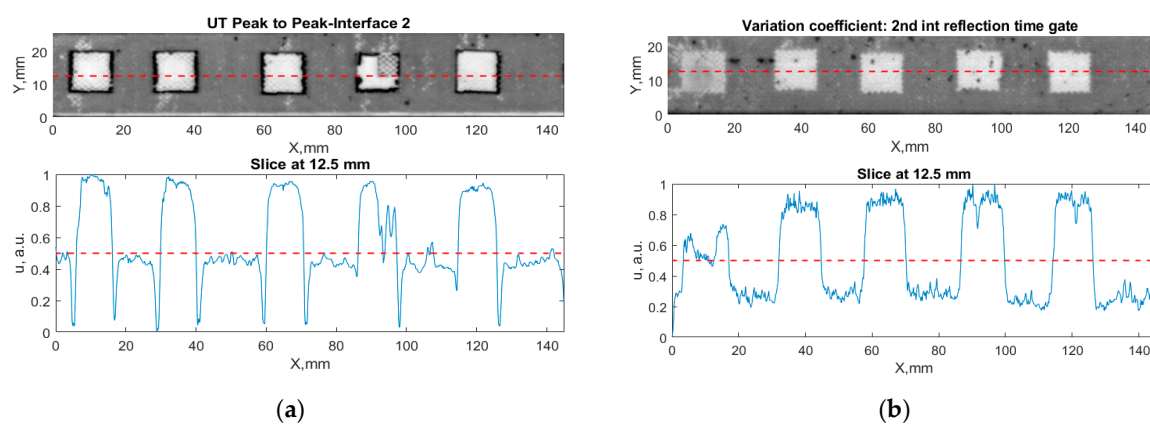 UT Peak to Peak-Interface 2
20
10
0
Y,mm
0 20 40 60 80 100 120 140
X,mm
Slice at 12.5 mm
1
0.8
0.6
0.4
0.2
0
u, a.u.
0 20 40 60 80 100 120 140
X,mm
(a)
Variation coefficient: 2nd int reflection time gate
20
10
0
Y,mm
0 20 40 60 80 100 120 140
X,mm
Slice at 12.5 mm
1
0.8
0.6
0.4
0.2
0
u, a.u.
0 20 40 60 80 100 120 140
X,mm
(b)